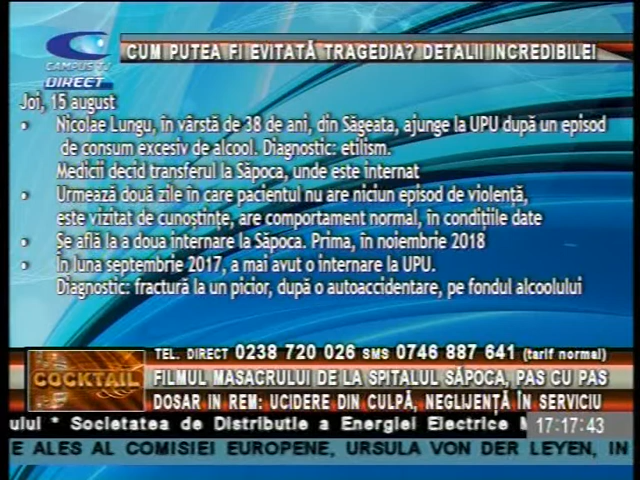 CAMPUS TV
DIRECT
CUM PUTEA FI EVITATĂ TRAGEDIA? DETALII INCREDIBILE!
Joi, 15 august
• Nicolae Lungu, în vârstă de 38 de ani, din Săgeata, ajunge la UPU după un episod
de consum excesiv de alcool. Diagnostic: etilism.
Medicii decid transferul la Săpoca, unde este internat
• Urmează două zile în care pacientul nu are niciun episod de violență,
este vizitat de cunoștințe, are comportament normal, în condițiile date
• Se află la a doua internare la Săpoca. Prima, în noiembrie 2018
• În luna septembrie 2017, a mai avut o internare la UPU.
Diagnostic: fractură la un picior, după o autoaccidentare, pe fondul alcoolului
TEL. DIRECT 0238 720 026 SMS 0746 887 641 (tarif normal)
COCKTAIL
FILMUL MASACRULUI DE LA SPITALUL SĂPOCA, PAS CU PAS
DOSAR IN REM: UCIDERE DIN CULPĂ, NEGLIJENȚĂ ÎN SERVICIU
ului * Societatea de Distributie a Energiei Electrice M
17:17:43
E ALES AL COMISIEI EUROPENE, URSULA VON DER LEYEN, IN